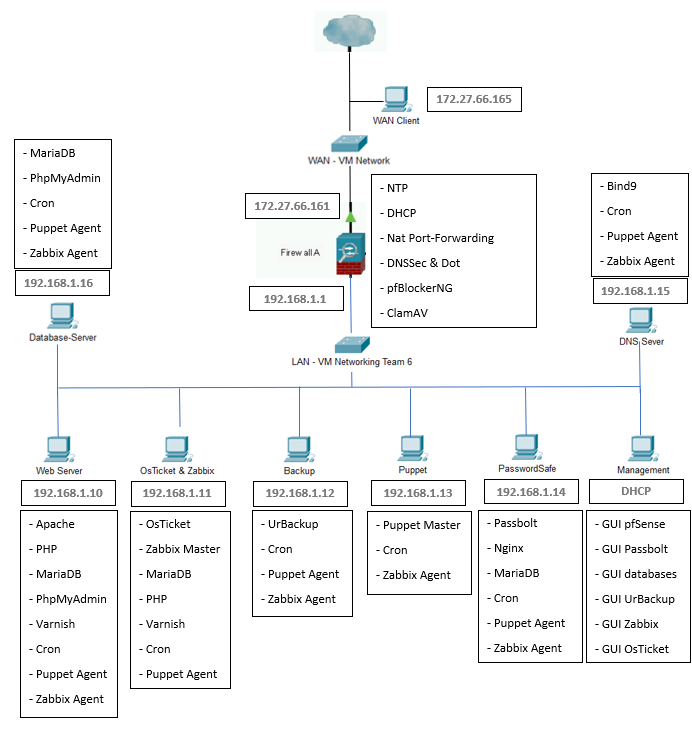 172.27.66.165
WAN Client
WAN - VM Network
- MariaDB
- PhpMyAdmin
- Cron
- Puppet Agent
- Zabbix Agent
192.168.1.16
Database-Server
172.27.66.161
Firewall A
192.168.1.1
- NTP
- DHCP
- Nat Port-Forwarding
- DNSSec & Dot
- pfBlockerNG
- ClamAV
- Bind9
- Cron
- Puppet Agent
- Zabbix Agent
192.168.1.15
DNS Sever
LAN - VM Networking Team 6
Web Server
192.168.1.10
- Apache
- PHP
- MariaDB
- PhpMyAdmin
- Varnish
- Cron
- Puppet Agent
- Zabbix Agent
OsTicket & Zabbix
192.168.1.11
- OsTicket
- Zabbix Master
- MariaDB
- PHP
- Varnish
- Cron
- Puppet Agent
Backup
192.168.1.12
- UrBackup
- Cron
- Puppet Agent
- Zabbix Agent
Puppet
192.168.1.13
- Puppet Master
- Cron
- Zabbix Agent
PasswordSafe
192.168.1.14
- Passbolt
- Nginx
- MariaDB
- Cron
- Puppet Agent
- Zabbix Agent
Management
DHCP
- GUI pfSense
- GUI Passbolt
- GUI databases
- GUI UrBackup
- GUI Zabbix
- GUI OsTicket